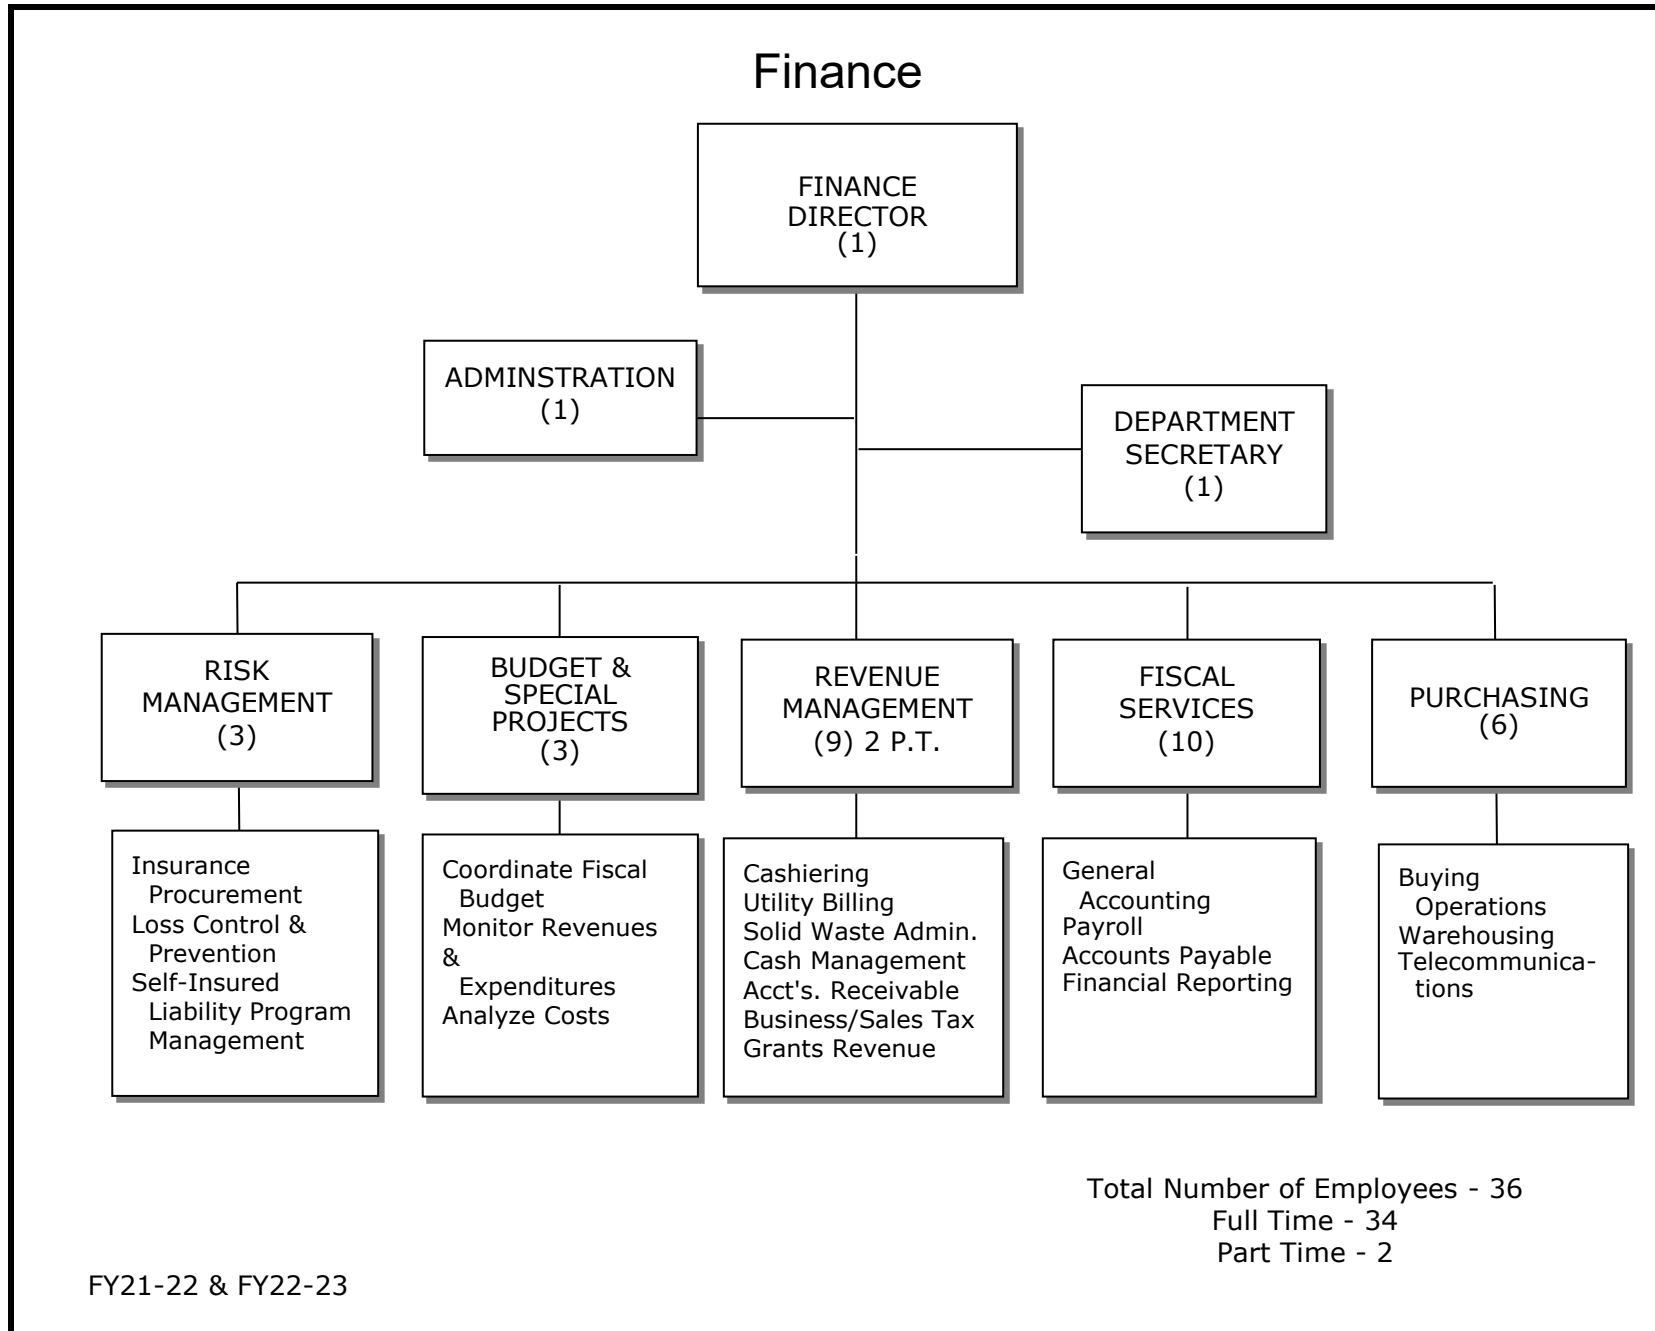 Finance
FINANCE
DIRECTOR
(1)
ADMINSTRATION
(1)
DEPARTMENT
SECRETARY
(1)
RISK
MANAGEMENT
(3)
BUDGET &
SPECIAL
PROJECTS
(3)
REVENUE
MANAGEMENT
(9) 2 P.T.
FISCAL
SERVICES
(10)
PURCHASING
(6)
Insurance
Procurement
Loss Control &
Prevention
Self-Insured
Liability Program
Management
Coordinate Fiscal
Budget
Monitor Revenues
&
Expenditures
Analyze Costs
Cashiering
Utility Billing
Solid Waste Admin.
Cash Management
Acct's. Receivable
Business/Sales Tax
Grants Revenue
General
Accounting
Payroll
Accounts Payable
Financial Reporting
Buying
Operations
Warehousing
Telecommunica-
tions
Total Number of Employees - 36
Full Time - 34
Part Time - 2
FY21-22 & FY22-23